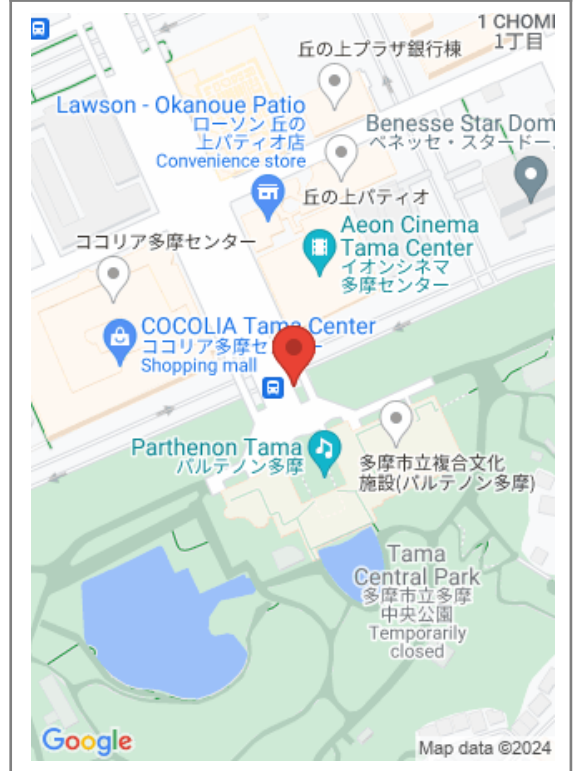 1 CHOM
1丁目
丘の上プラザ銀行棟
Lawson - Okanoue Patio
ローソン 丘の
上パティオ店
Convenience store
Benesse Star Dom
ベネッセ・スタードー
丘の上パティオ
Aeon Cinema
Tama Center
イオンシネマ
多摩センター
ココリア多摩センター
COCOLIA Tama Center
ココリア多摩セ
Shopping mall
Parthenon Tama
パルテノン多摩
多摩市立複合文化
施設(パルテノン多摩)
Tama
Central Park
多摩市立多摩
中央公園
Temporarily
closed
Google
Map data ©2024